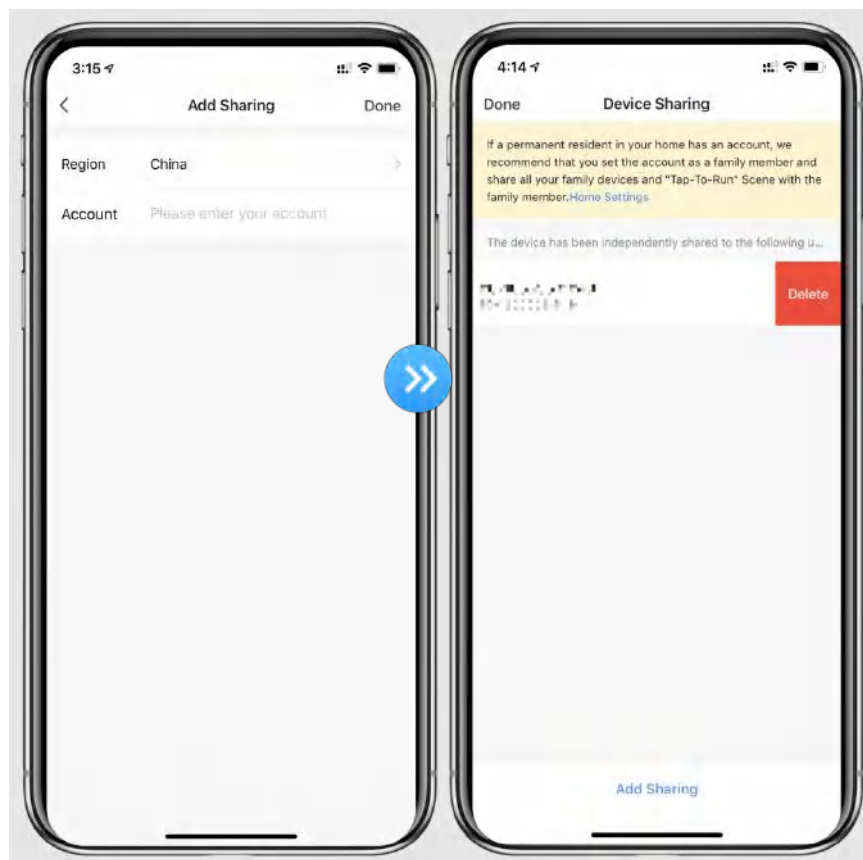 3:15
Add Sharing
Done
Region
China
Account
Please enter your account
4:14
Done
Device Sharing
If a permanent resident in your home has an account, we
recommend that you set the account as a family member and
share all your family devices and "Tap-To-Run" Scene with the
family member.Home Settings
The device has been independently shared to the following u...
Delete
Add Sharing